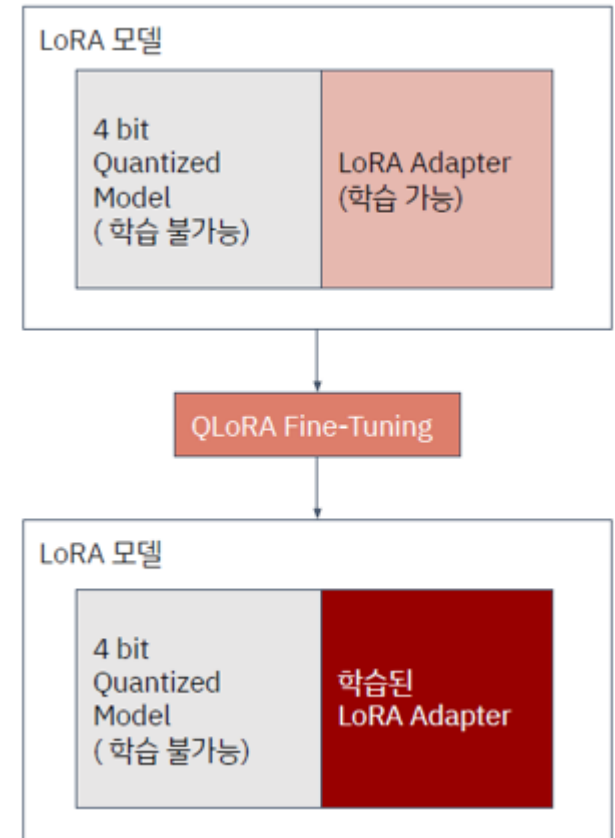 LoRA 모델
4 bit
Quantized
Model
( 학습 불가능)
LoRA Adapter
(학습 가능)
QLoRA Fine-Tuning
LoRA 모델
4 bit
Quantized
Model
( 학습 불가능)
학습된
LoRA Adapter